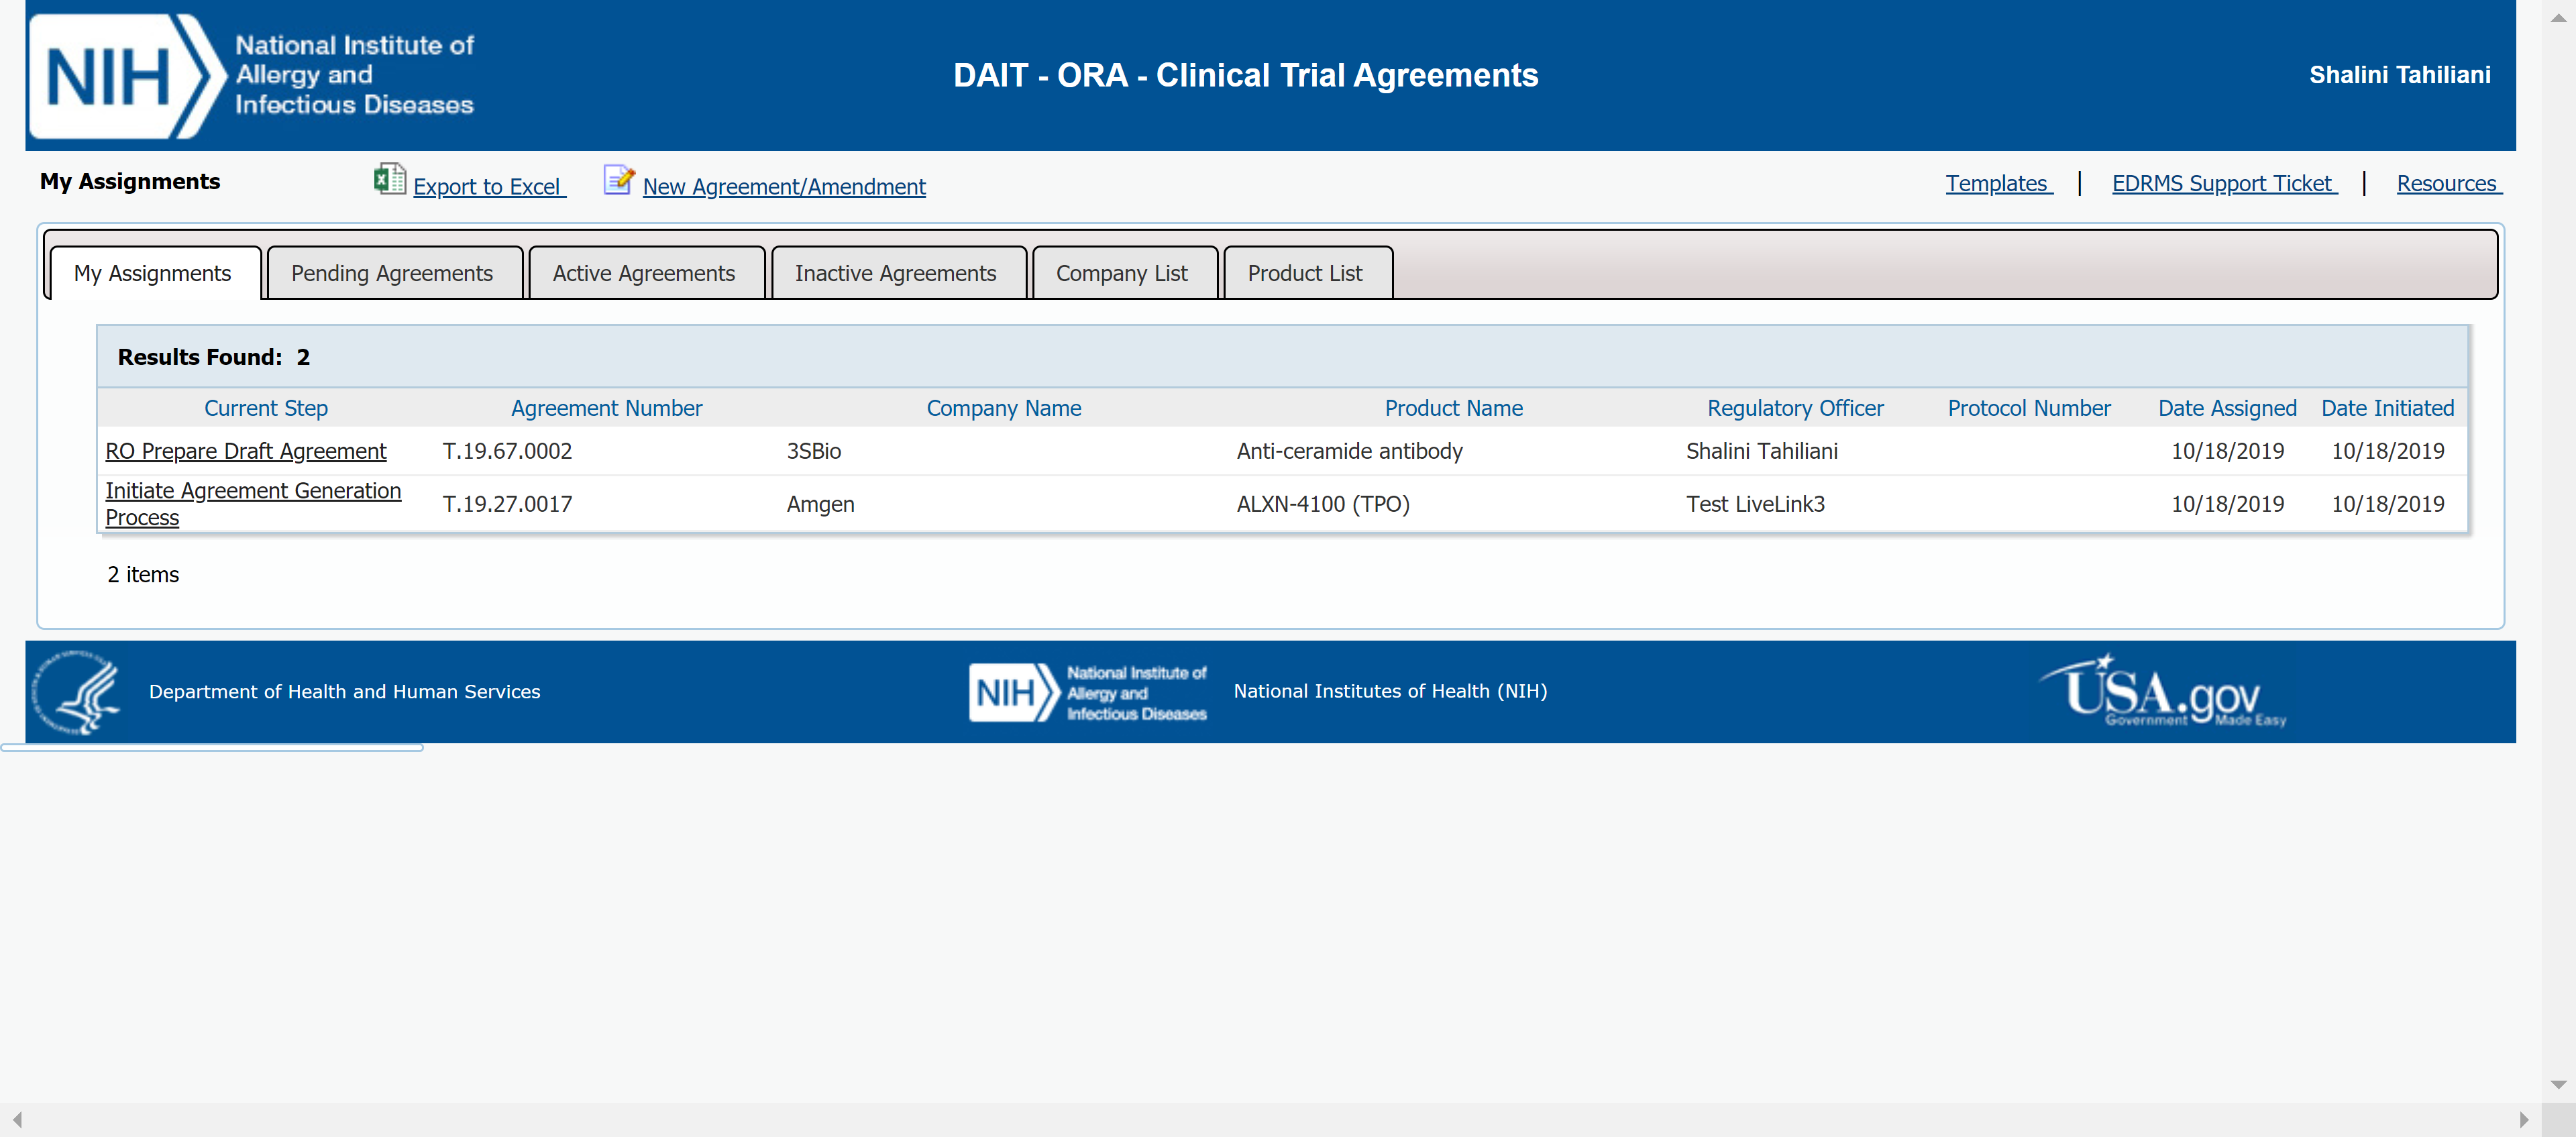 NIH National Institute of
Allergy and
Infectious Diseases
DAIT - ORA - Clinical Trial Agreements
Shalini Tahiliani
My Assignments Export to Excel New Agreement/Amendment Templates | EDRMS Support Ticket | Resources
My Assignments Pending Agreements Active Agreements Inactive Agreements Company List Product List
Results Found: 2
Current Step Agreement Number Company Name Product Name Regulatory Officer Protocol Number Date Assigned Date Initiated
RO Prepare Draft Agreement T.19.67.0002 3SBio Anti-ceramide antibody Shalini Tahiliani 10/18/2019 10/18/2019
Initiate Agreement Generation
Process T.19.27.0017 Amgen ALXN-4100 (TPO) Test LiveLink3 10/18/2019 10/18/2019
2 items
Department of Health and Human Services
NIH National Institute of
Allergy and
Infectious Diseases
National Institutes of Health (NIH)
USA.gov
Government Made Easy